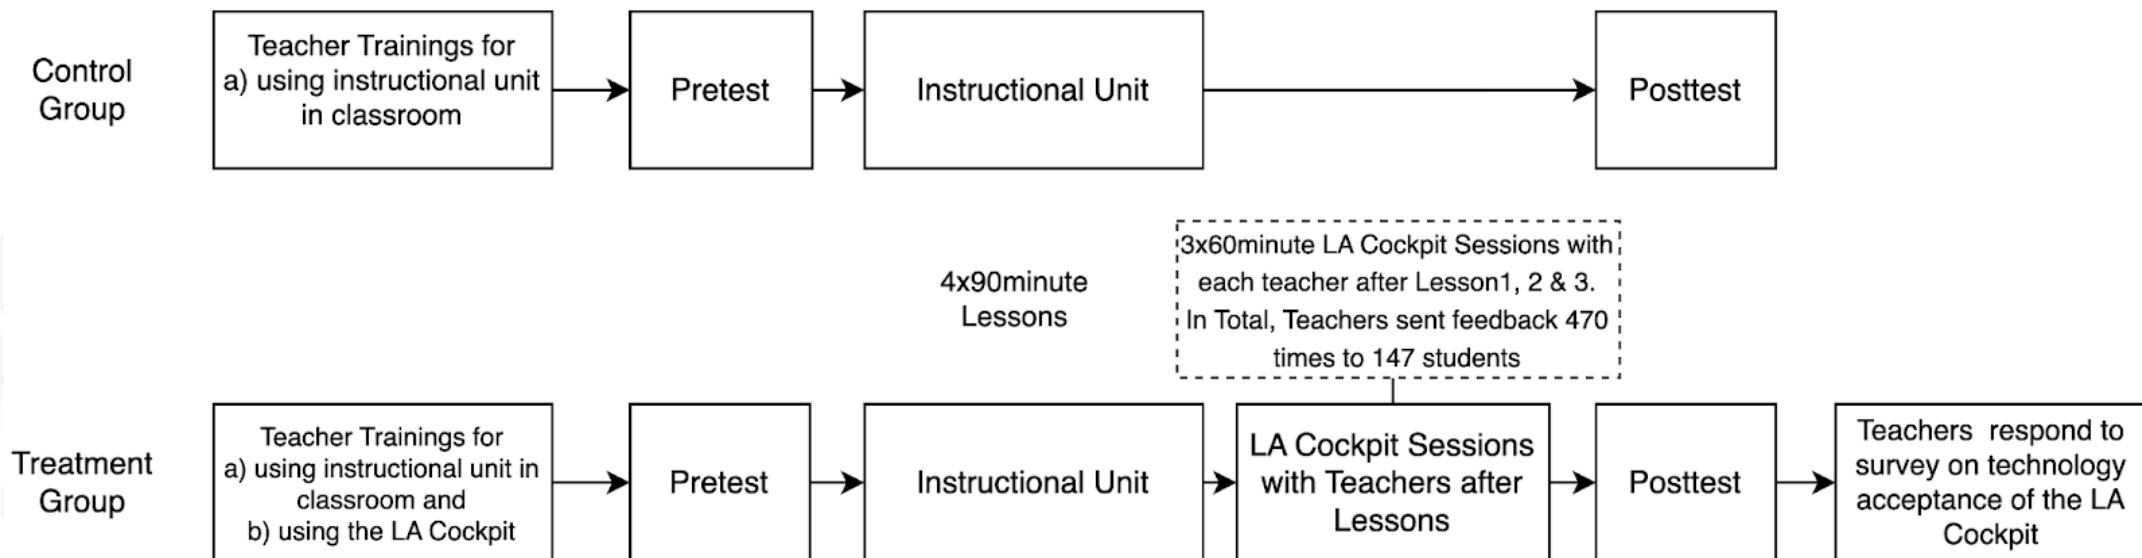 Control
Group
Teacher Trainings for
a) using instructional unit
in classroom
Pretest
Instructional Unit
Posttest
4x90minute
Lessons
3x60minute LA Cockpit Sessions with
each teacher after Lesson1, 2 & 3.
In Total, Teachers sent feedback 470
times to 147 students
Treatment
Group
Teacher Trainings for
a) using instructional unit in
classroom and
b) using the LA Cockpit
Pretest
Instructional Unit
LA Cockpit Sessions
with Teachers after
Lessons
Posttest
Teachers respond to
survey on technology
acceptance of the LA
Cockpit